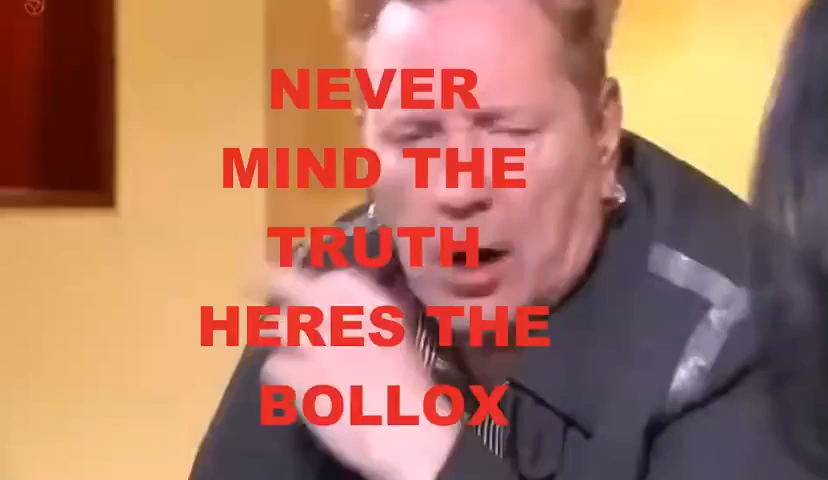 NEVER
MIND THE
TRUTH
HERES THE
BOLLOX